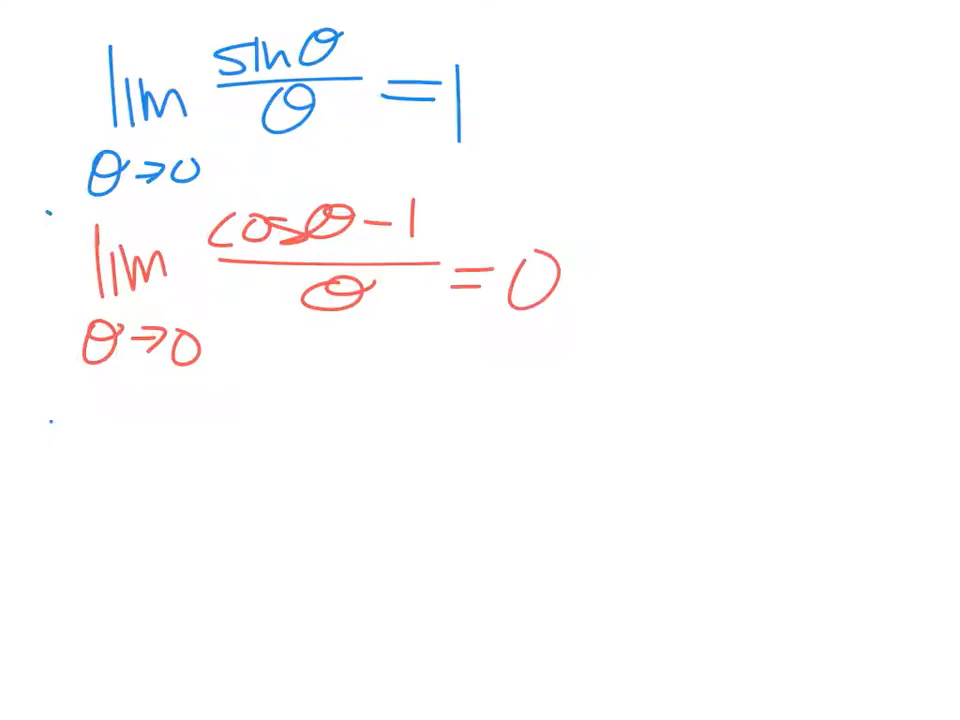 lim sinθ/θ = 1
θ→0
lim cosθ-1/θ = 0
θ→0